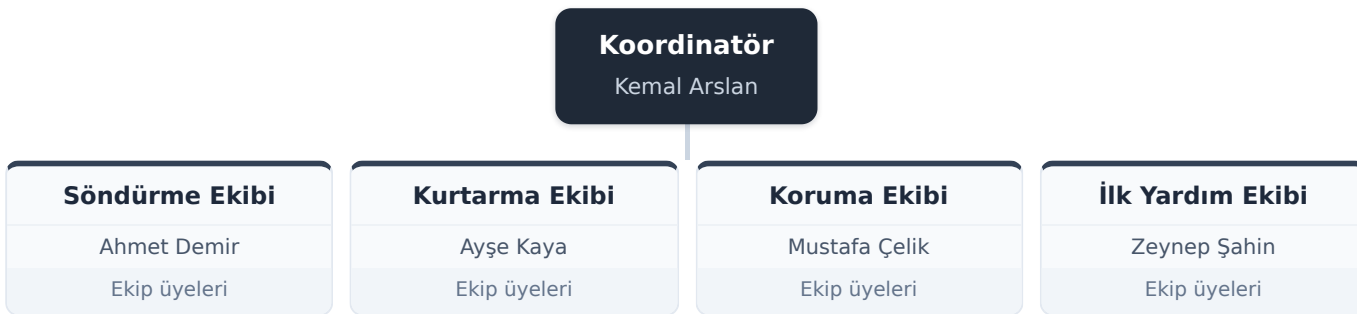 Koordinatör
Kemal Arslan
Söndürme Ekibi
Ahmet Demir
Ekip üyeleri
Kurtarma Ekibi
Ayşe Kaya
Ekip üyeleri
Koruma Ekibi
Mustafa Çelik
Ekip üyeleri
İlk Yardım Ekibi
Zeynep Şahin
Ekip üyeleri